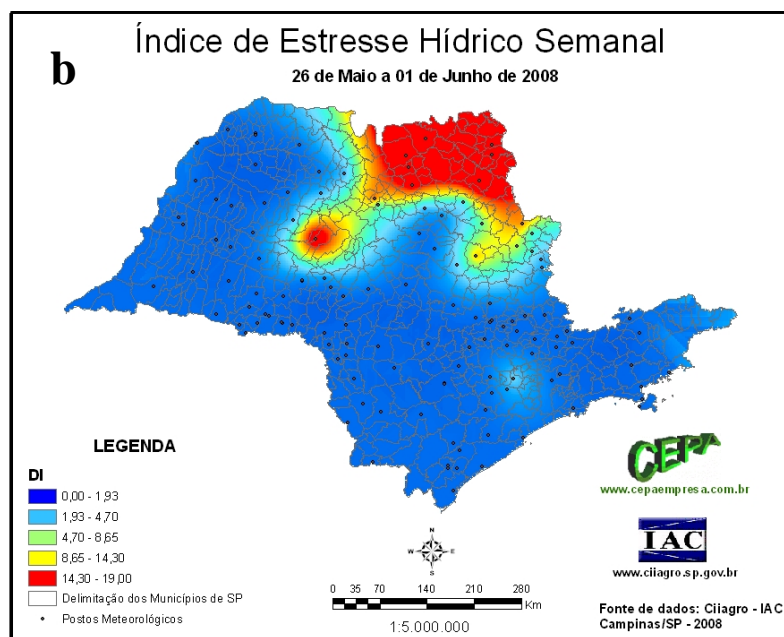 Índice de Estresse Hídrico Semanal
b
26 de Maio a 01 de Junho de 2008
LEGENDA
DI
0,00 - 1,93
1,93 - 4,70
4,70 - 8,65
8,65 - 14,30
14,30 - 19,00
Delimitação dos Municípios de SP
Postos Meteorológicos
N
W E
S
0 35 70 140 210 280
Km
1:5.000.000
CEPA
www.cepaempresa.com.br
IAC
www.ciiagro.sp.gov.br
Fonte de dados: Ciiagro - IAC
Campinas/SP - 2008